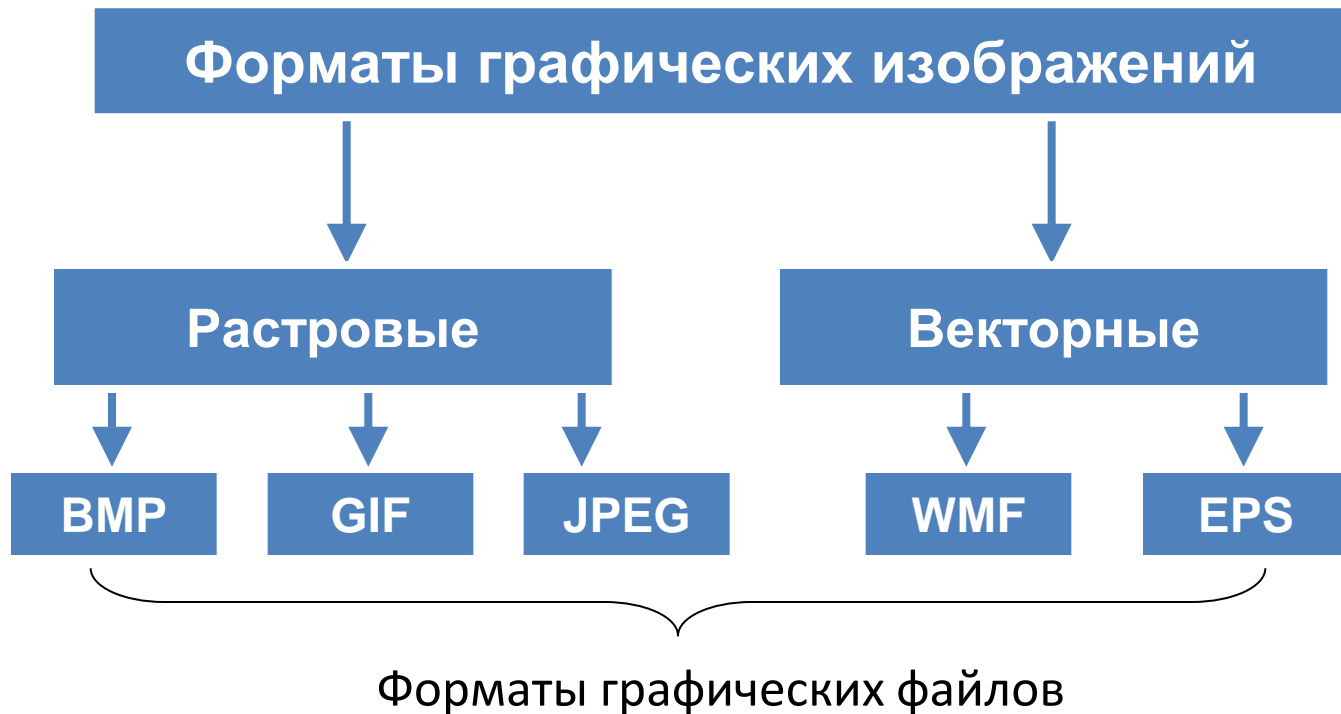 Форматы графических изображений
Растровые
Векторные
BMP
GIF
JPEG
WMF
EPS
Форматы графических файлов